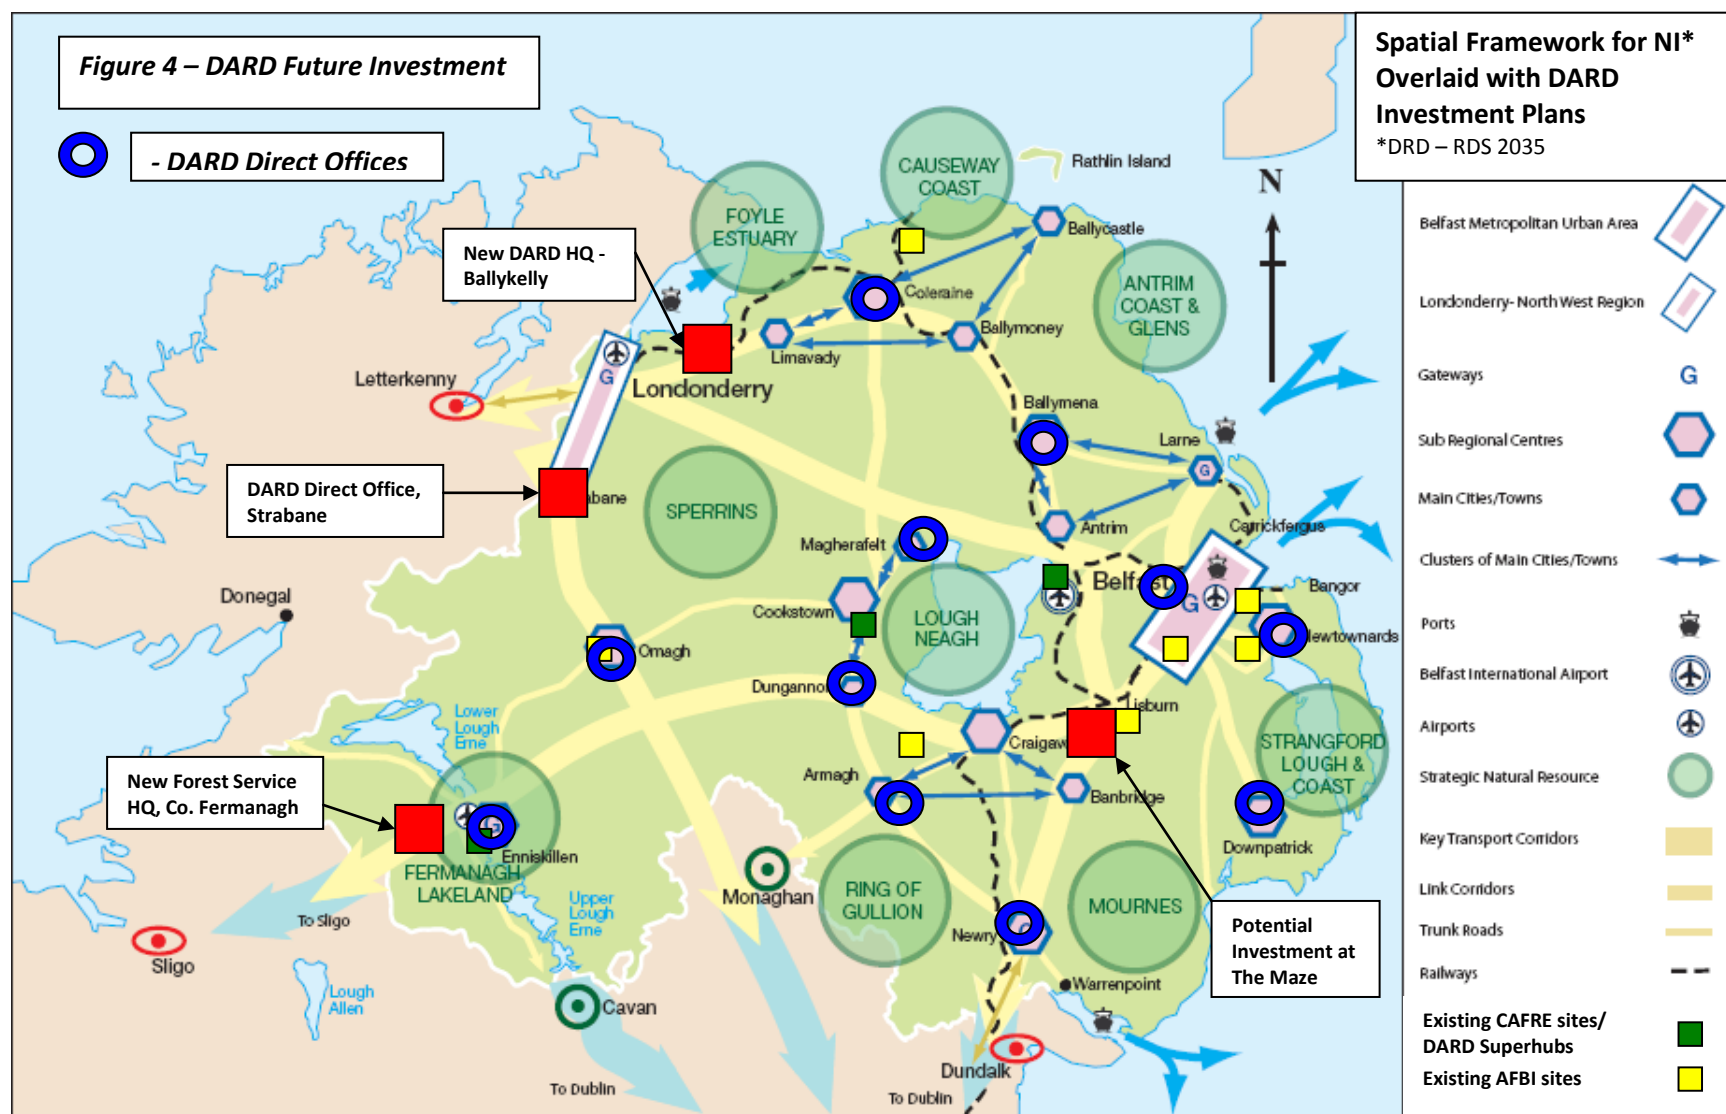 Figure 4 – DARD Future Investment
- DARD Direct Offices
Spatial Framework for NI*
Overlaid with DARD
Investment Plans
*DRD – RDS 2035
N
Rathlin Island
CAUSEWAY
COAST
FOYLE
ESTUARY
Ballycastle
New DARD HQ -
Ballykelly
ANTRIM
COAST &
GLENS
Coleraine
Ballymoney
Limavady
Letterkenny
G
Londonderry
Ballymena
Larne
G
DARD Direct Office,
Strabane
abane
SPERRINS
Antrim
Carrickfergus
Magherafelt
Belfast
G
Bangor
Donegal
Cookstown
LOUGH
NEAGH
Newtownards
Omagh
Dungannon
Lower
Lough
Erne
Lisburn
Craigav
STRANGFORD
LOUGH &
COAST
New Forest Service
HQ, Co. Fermanagh
Armagh
Banbridge
G
Enniskillen
Downpatrick
FERMANAGH
LAKELAND
Monaghan
RING OF
GULLION
MOURNES
Upper
Lough
Erne
To Sligo
Newry
G
Potential
Investment at
The Maze
Sligo
Warrenpoint
Lough
Allen
Cavan
Dundalk
To Dublin
To Dublin
Belfast Metropolitan Urban Area
Londonderry- North West Region
Gateways G
Sub Regional Centres
Main Cities/Towns
Clusters of Main Cities/Towns
Ports
Belfast International Airport
Airports
Strategic Natural Resource
Key Transport Corridors
Link Corridors
Trunk Roads
Railways
Existing CAFRE sites/
DARD Superhubs
Existing AFBI sites